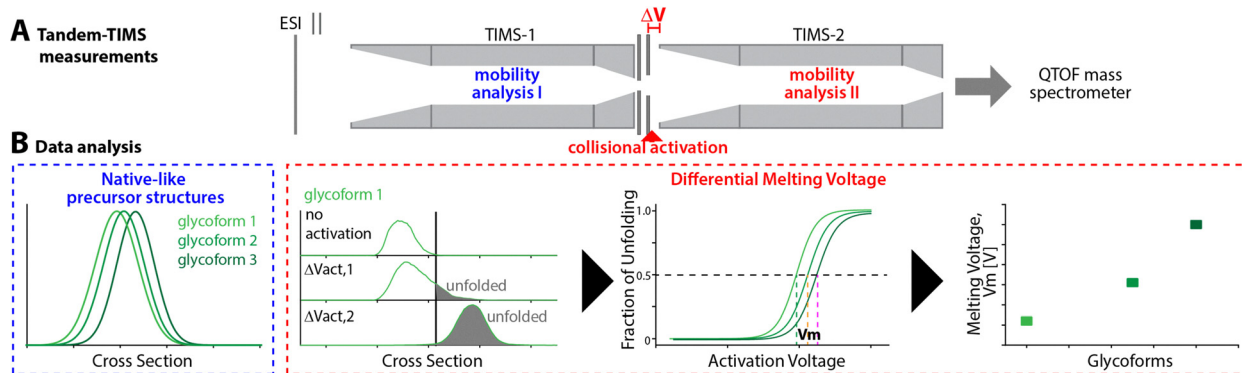 A Tandem-TIMS
measurements
ESI
TIMS-1
ΔV
TIMS-2
mobility
analysis I
mobility
analysis II
QTOF mass
spectrometer
collisional activation
B Data analysis
Native-like
precursor structures
glycoform 1
glycoform 2
glycoform 3
Cross Section
Differential Melting Voltage
glycoform 1
no
activation
ΔVact,1
unfolded
ΔVact,2
unfolded
Cross Section
Fraction of Unfolding
1.0
0.5
0
Vm
Activation Voltage
Melting Voltage,
Vm [V]
Glycoforms